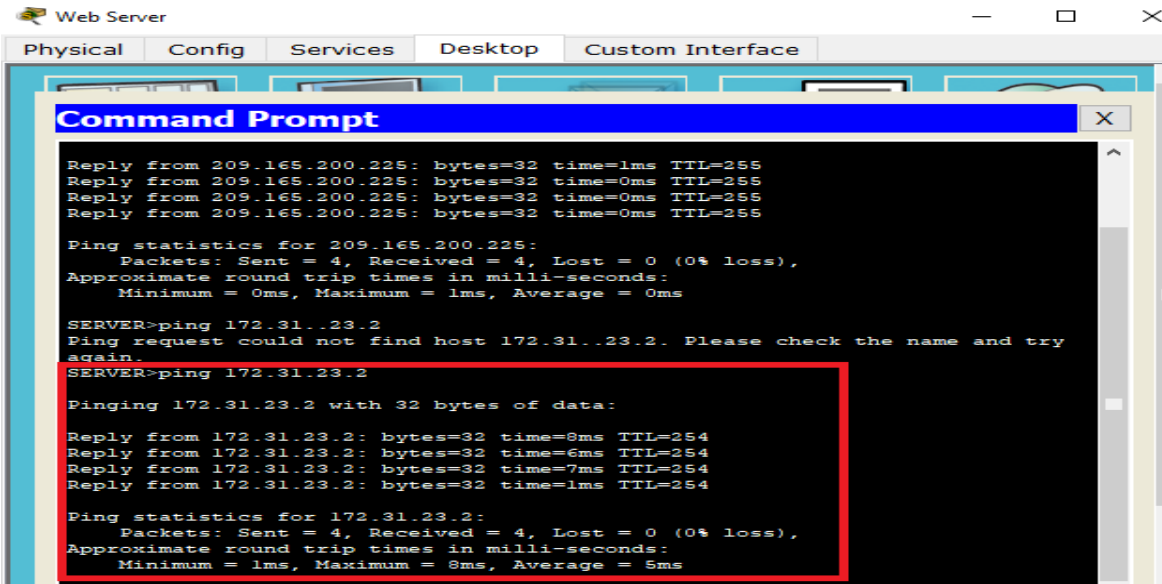 Web Server
Physical Config Services Desktop Custom Interface
Command Prompt X
Reply from 209.165.200.225: bytes=32 time=1ms TTL=255
Reply from 209.165.200.225: bytes=32 time=0ms TTL=255
Reply from 209.165.200.225: bytes=32 time=0ms TTL=255
Reply from 209.165.200.225: bytes=32 time=0ms TTL=255
Ping statistics for 209.165.200.225:
Packets: Sent = 4, Received = 4, Lost = 0 (0% loss),
Approximate round trip times in milli-seconds:
Minimum = 0ms, Maximum = 1ms, Average = 0ms
SERVER>ping 172.31..23.2
Ping request could not find host 172.31..23.2. Please check the name and try
again.
SERVER>ping 172.31.23.2
Pinging 172.31.23.2 with 32 bytes of data:
Reply from 172.31.23.2: bytes=32 time=8ms TTL=254
Reply from 172.31.23.2: bytes=32 time=6ms TTL=254
Reply from 172.31.23.2: bytes=32 time=7ms TTL=254
Reply from 172.31.23.2: bytes=32 time=1ms TTL=254
Ping statistics for 172.31.23.2:
Packets: Sent = 4, Received = 4, Lost = 0 (0% loss),
Approximate round trip times in milli-seconds:
Minimum = 1ms, Maximum = 8ms, Average = 5ms